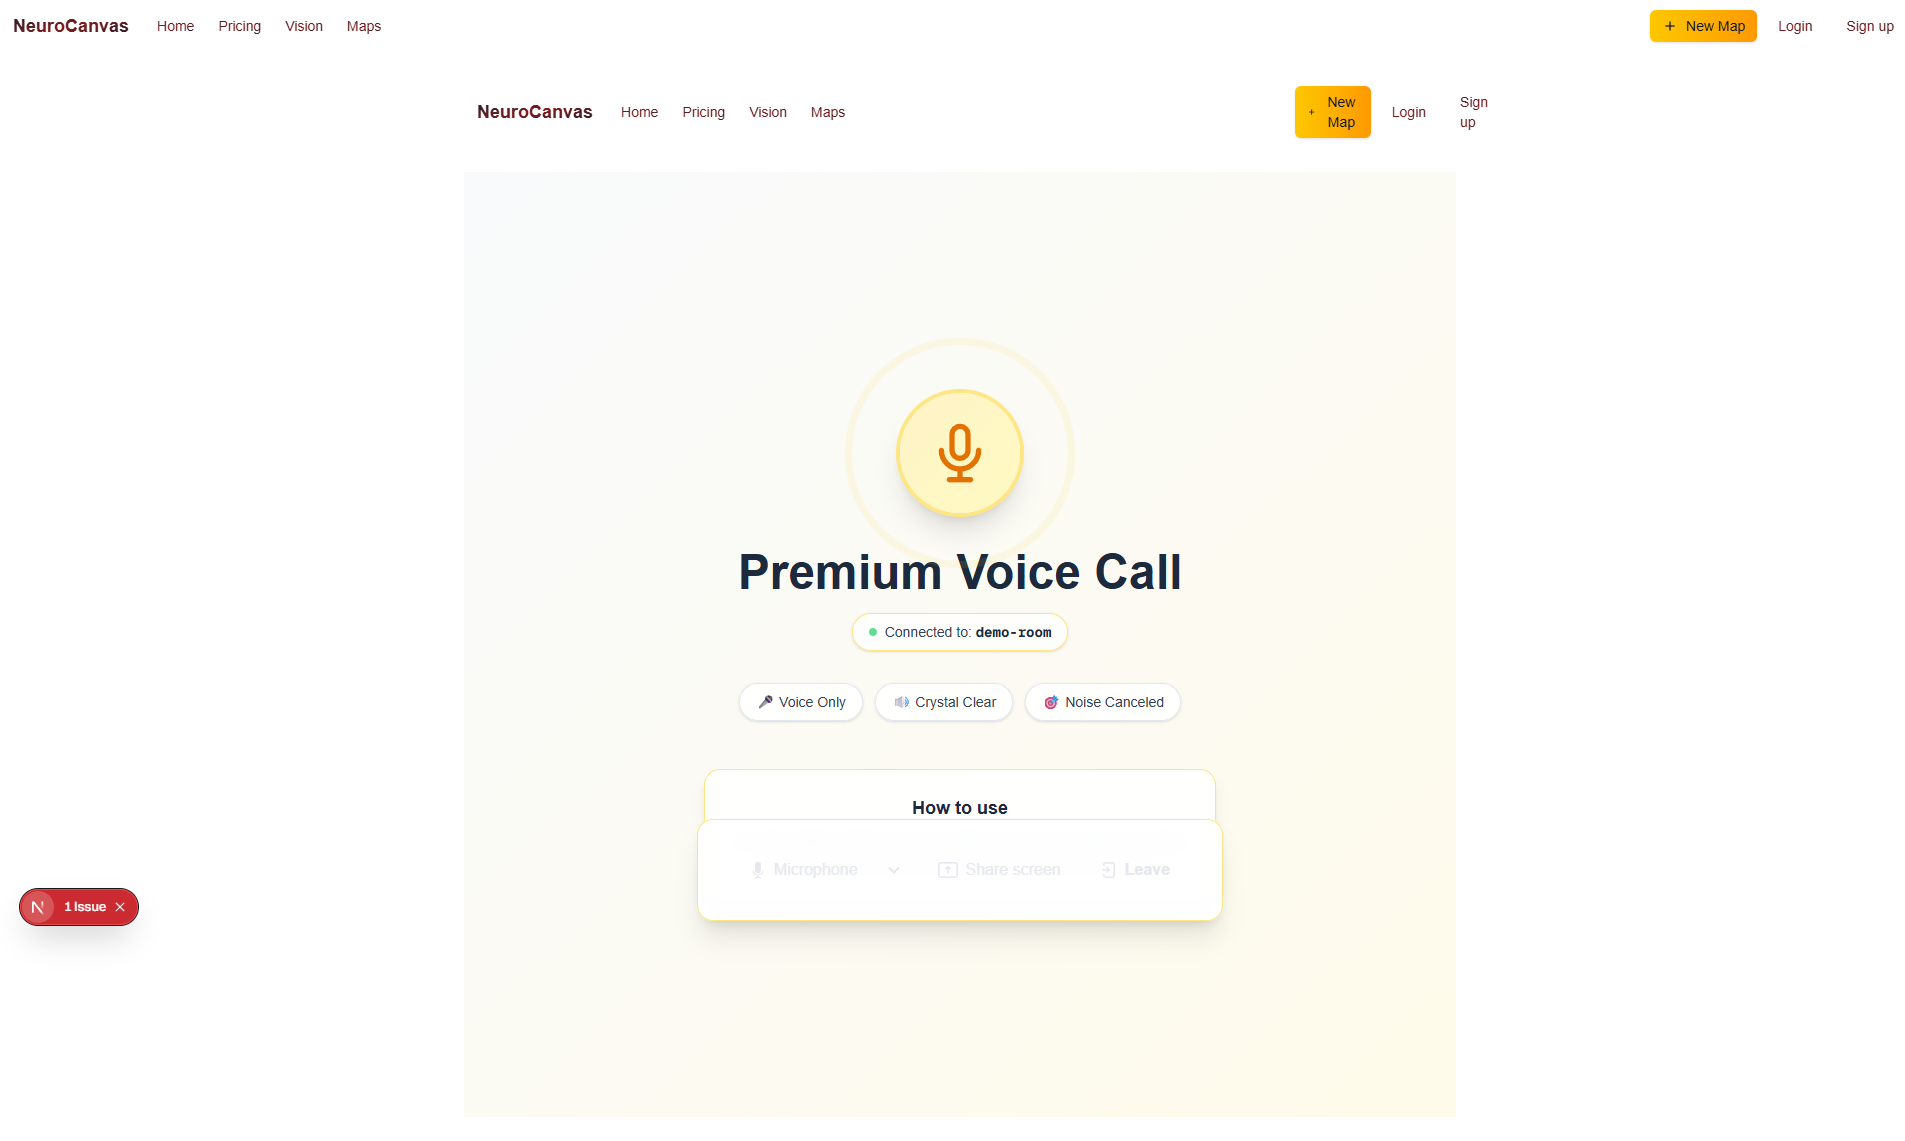 NeuroCanvas Home Pricing Vision Maps + New Map Login Sign up
NeuroCanvas Home Pricing Vision Maps + New Map Login Sign up
Premium Voice Call
Connected to: demo-room
Voice Only Crystal Clear Noise Canceled
How to use
Microphone Share screen Leave
N 1 Issue